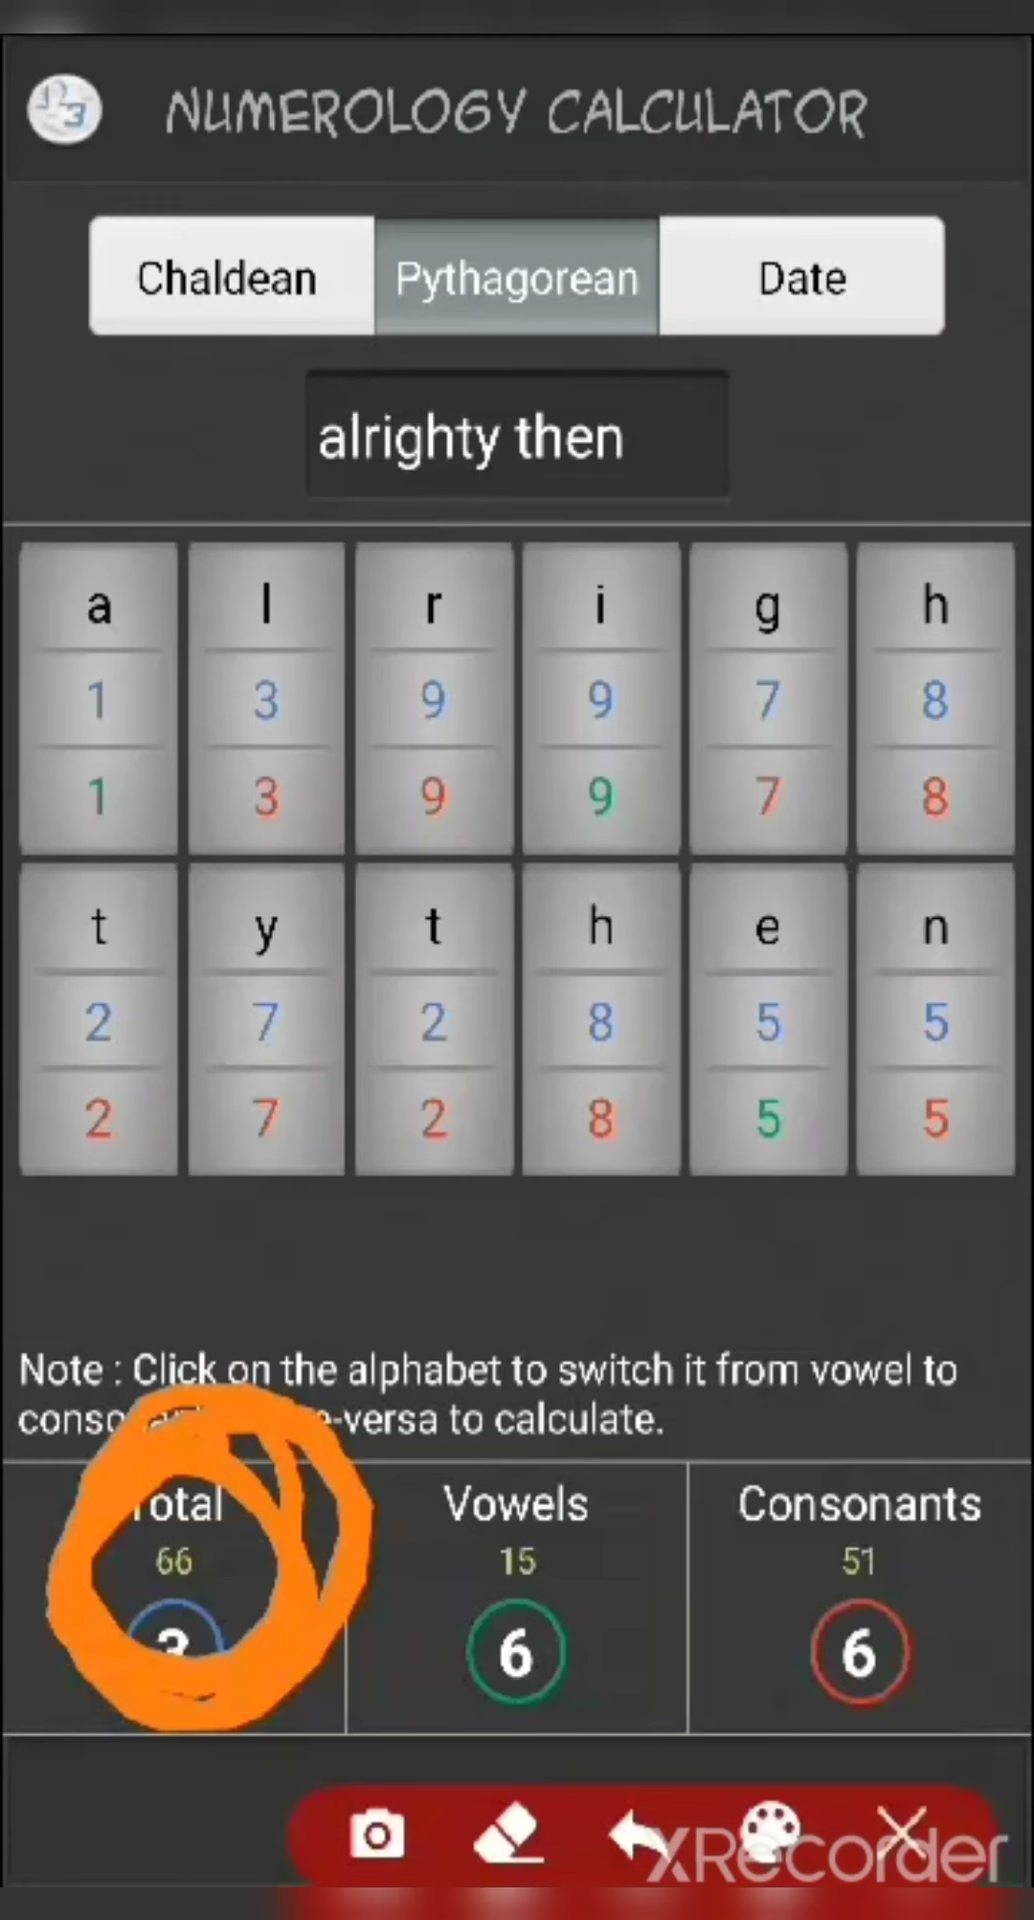 NUMEROLOGY CALCULATOR
Chaldean Pythagorean Date
alrighty then
a l r i g h
1 3 9 9 7 8
1 3 9 9 7 8
t y t h e n
2 7 2 8 5 5
2 7 2 8 5 5
Note : Click on the alphabet to switch it from vowel to
e-versa to calculate.
Total Vowels Consonants
66 15 51
3 6 6
XRecorder